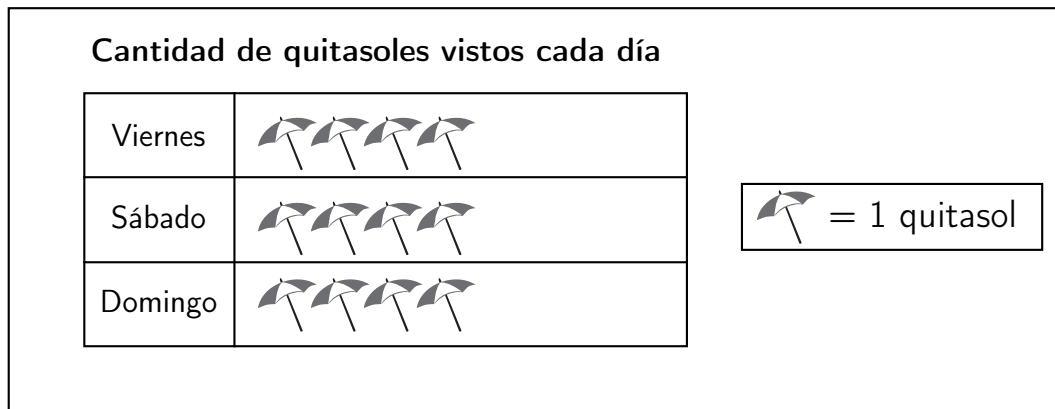 Cantidad de quitasoles vistos cada día
Viernes
Sábado
= 1 quitasol
Domingo